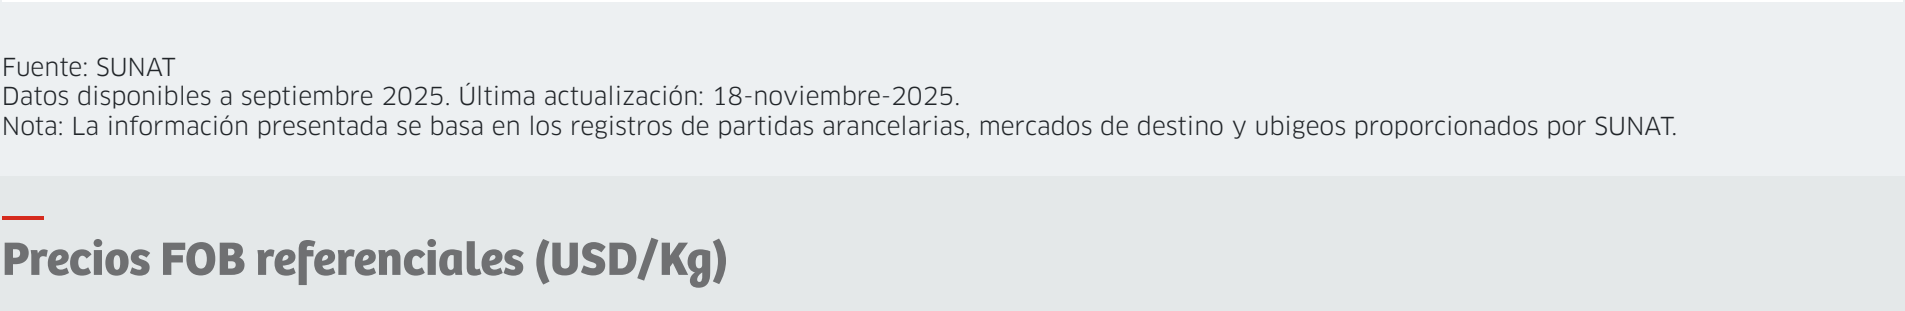 Fuente: SUNAT
Datos disponibles a septiembre 2025. Última actualización: 18-noviembre-2025.
Nota: La información presentada se basa en los registros de partidas arancelarias, mercados de destino y ubigeos proporcionados por SUNAT.
Precios FOB referenciales (USD/Kg)